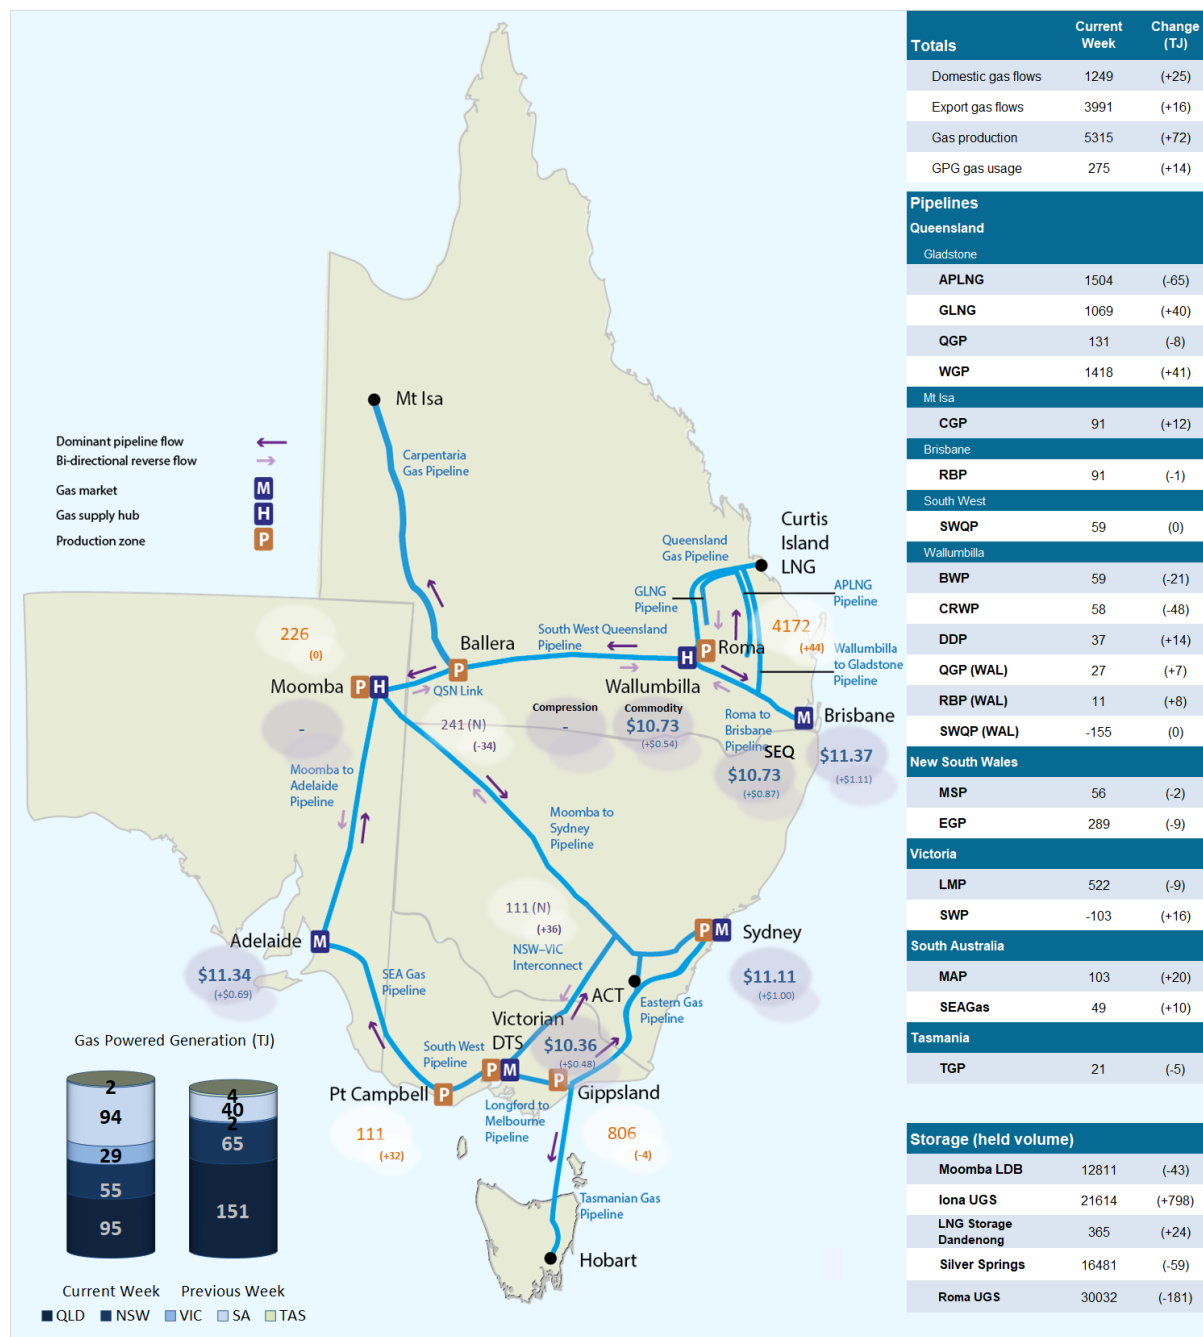 Mt Isa
Dominant pipeline flow
Bi-directional reverse flow
Gas market M
Gas supply hub H
Production zone P
Carpentaria
Gas Pipeline
Curtis
Island
LNG
Queensland
Gas Pipeline
GLNG
Pipeline
APLNG
Pipeline
4172
(+44)
226
(0)
Ballera
South West Queensland
Pipeline
H P Roma
Wallumbilla
to Gladstone
Pipeline
P
Moomba P H
QSN Link
Wallumbilla
M Brisbane
-
241 (N)
(-34)
Compression
-
Commodity
$10.73
(+$0.54)
Roma to
Brisbane
Pipeline
SEQ
$10.73
(+$0.87)
$11.37
(+$1.11)
Moomba to
Adelaide
Pipeline
Moomba to
Sydney
Pipeline
111 (N)
(+36)
NSW–VIC
Interconnect
Adelaide M
$11.34
(+$0.69)
P M Sydney
$11.11
(+$1.00)
SEA Gas
Pipeline
ACT
Eastern Gas
Pipeline
Victorian
DTS
$10.36
(+$0.48)
South West
Pipeline
P M
P
Gippsland
Pt Campbell P
Longford to
Melbourne
Pipeline
111
(+32)
806
(-4)
Tasmanian Gas
Pipeline
Hobart
Gas Powered Generation (TJ)
2
94
29
55
95
4
40
2
65
151
Current Week Previous Week
QLD NSW VIC SA TAS
Totals Current Week Change (TJ)
Domestic gas flows 1249 (+25)
Export gas flows 3991 (+16)
Gas production 5315 (+72)
GPG gas usage 275 (+14)
Pipelines
Queensland
Gladstone
APLNG 1504 (-65)
GLNG 1069 (+40)
QGP 131 (-8)
WGP 1418 (+41)
Mt Isa
CGP 91 (+12)
Brisbane
RBP 91 (-1)
South West
SWQP 59 (0)
Wallumbilla
BWP 59 (-21)
CRWP 58 (-48)
DDP 37 (+14)
QGP (WAL) 27 (+7)
RBP (WAL) 11 (+8)
SWQP (WAL) -155 (0)
New South Wales
MSP 56 (-2)
EGP 289 (-9)
Victoria
LMP 522 (-9)
SWP -103 (+16)
South Australia
MAP 103 (+20)
SEAGas 49 (+10)
Tasmania
TGP 21 (-5)
Storage (held volume)
Moomba LDB 12811 (-43)
Iona UGS 21614 (+798)
LNG Storage
Dandenong 365 (+24)
Silver Springs 16481 (-59)
Roma UGS 30032 (-181)